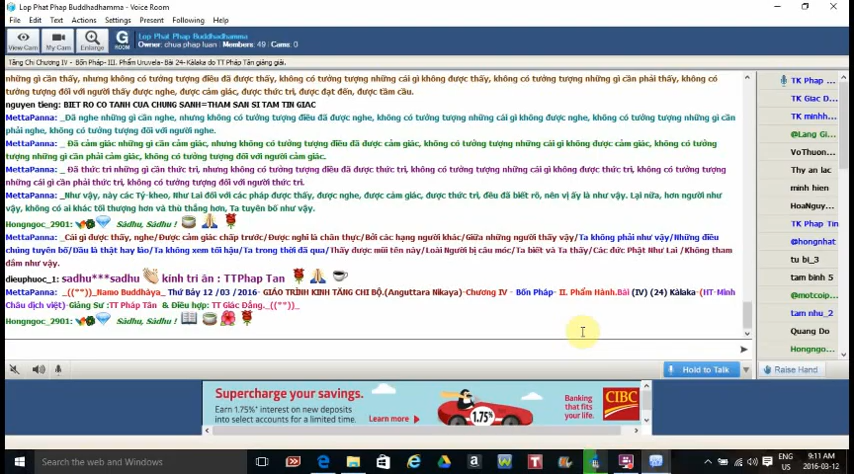 Lop Phat Phap Buddhadhamma - Voice Room
File Edit Text Actions Settings Present Following Help
View Cam My Cam Enlarge G ROOM
Lop Phat Phap Buddhadhamma
Owner: chua phap luan : Members: 49 : Cams: 0
Tăng Chi Chương IV - Bốn Pháp- III. Phẩm Uruvela- Bài 24-Kàlaka do TT Pháp Tân giảng giải.
những gì cần thấy, nhưng không có tưởng tượng điều đã được thấy, không có tưởng tượng những cái gì không được thấy, không có tưởng tượng những gì cần phải thấy, không có
tưởng tượng đối với người thấy được nghe, được cảm giác, được thức tri, được đạt đến, được tầm cầu.
nguyen tieng: BIET RO CO TANH CUA CHUNG SANH=THAM SAN SI TAM TIN GIAC
MettaPanna: _Đã nghe những gì cần nghe, nhưng không có tưởng tượng điều đã được nghe, không có tưởng tượng những cái gì không được nghe, không có tưởng tượng những gì cần
phải nghe, không có tưởng tượng đối với người nghe.
MettaPanna: _ Đã cảm giác những gì cần cảm giác, nhưng không có tưởng tượng điều đã được cảm giác, không có tưởng tượng những cái gì không được cảm giác, không có tưởng
tượng những gì cần phải cảm giác, không có tưởng tượng đối với người cảm giác.
MettaPanna: _ Đã thức tri những gì cần thức tri, nhưng không có tưởng tượng điều đã được thức tri, không có tưởng tượng những cái gì không được thức tri, không có tưởng tượng
những cái gì cần phải thức tri, không có tưởng tượng đối với người thức tri.
MettaPanna: _Như vậy, này các Tỷ-kheo, Như Lai đối với các pháp được thấy, được nghe, được cảm giác, được thức tri, đều đã biết rõ, nên vị ấy là như vậy. Lại nữa, hơn người như
vậy, không có ai khác tối thượng hơn và thù thắng hơn, Ta tuyên bố như vậy.
Hongngoc_2901: Sādhu, Sādhu !
MettaPanna: _Cái gì được thấy, nghe/Được cảm giác chấp trước/Được nghĩ là chân thực/Bởi các hạng người khác/Giữa những người thấy vậy/Ta không phải như vậy/Những điều
chúng tuyên bố/Dầu là thật hay láo/Ta không xem tối hậu/Ta trong thời đã qua/Thấy được mũi tên này/Loài Người bị câu móc/Ta biết và Ta thấy/Các đức Phật Như Lai /Không tham
đắm như vậy.
dieuphuoc_1: sadhu***sadhu kính tri ân : TTPhap Tan
MettaPanna: _((""))_Namo Buddhàya_ Thứ Bảy 12 /03 / 2016- GIÁO TRÌNH KINH TĂNG CHI BỘ.(Anguttara Nikaya)-Chương IV - Bốn Pháp- II. Phẩm Hành.Bài (IV) (24) Kàlaka-(HT-Minh
Châu dịch việt)-Giảng Sư :TT Pháp Tân & Điều hợp: TT Giác Đẳng._((""))_
Hongngoc_2901: Sādhu, Sādhu !
TK Phap
TK Giac D...
TK minhh...
@Lang Gi...
VoThuon...
Thy an lac
minh hien
HoaNguy...
TK Phap Tin
@hongnhat
tu bi_3
tam binh 5
@motcoip...
tam nhu_2
Quang Do
Hongngo...
Hold to Talk
Raise Hand
Supercharge your savings.
Earn 1.75%* interest on new deposits
into select accounts for a limited time.
Learn more
1.75%
Banking
that fits
your life.
CIBC
Search the web and Windows
ENG
US
9:11 AM
2016-03-12